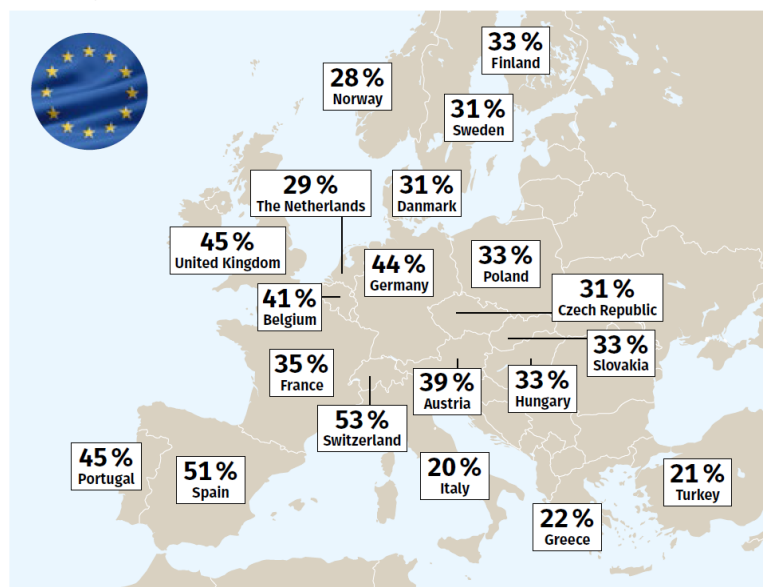 33 %
Finland
28 %
Norway
31 %
Sweden
29 %
The Netherlands
31 %
Denmark
45 %
United Kingdom
44 %
Germany
33 %
Poland
41 %
Belgium
31 %
Czech Republic
33 %
Slovakia
35 %
France
39 %
Austria
33 %
Hungary
53 %
Switzerland
45 %
Portugal
51 %
Spain
20 %
Italy
21 %
Turkey
22 %
Greece